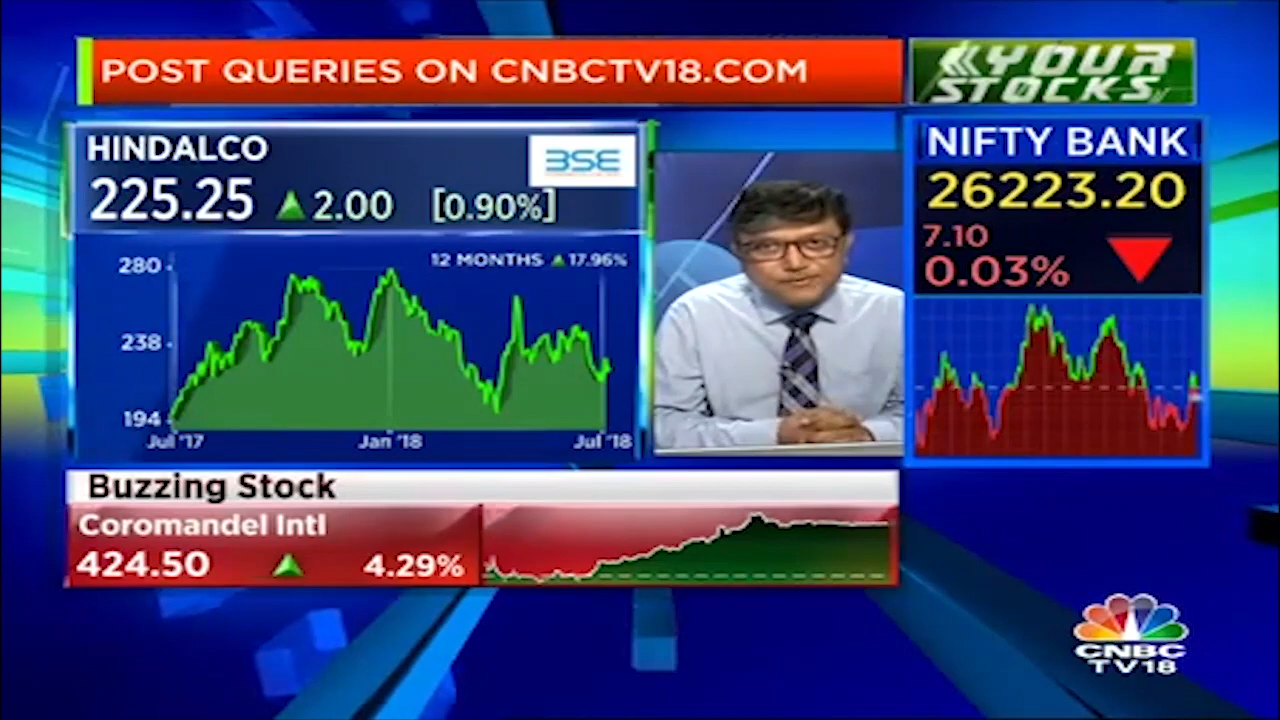 POST QUERIES ON CNBCTV18.COM
YOUR
STOCKS
HINDALCO
BSE
225.25 ▲ 2.00 [0.90%]
12 MONTHS ▲ 17.96%
280
238
194
Jul '17 Jan '18 Jul '18
NIFTY BANK
26223.20
7.10
0.03%
Buzzing Stock
Coromandel Intl
424.50 ▲ 4.29%
CNBC
TV18